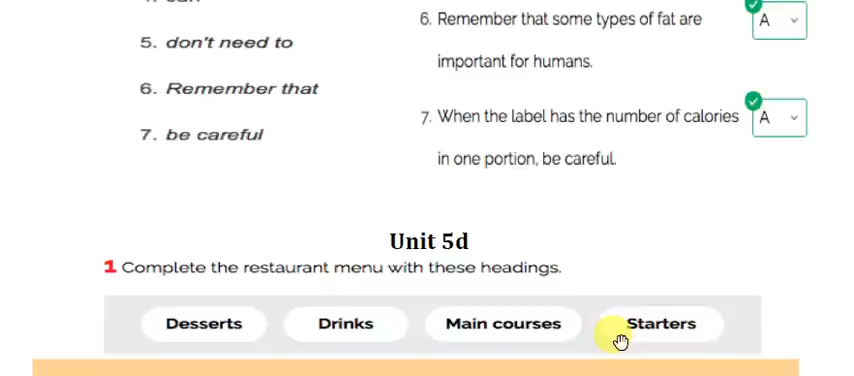 5. don't need to
6. Remember that
7. be careful
6. Remember that some types of fat are
important for humans.
A
7. When the label has the number of calories
in one portion, be careful.
A
Unit 5d
1 Complete the restaurant menu with these headings.
Desserts Drinks Main courses Starters